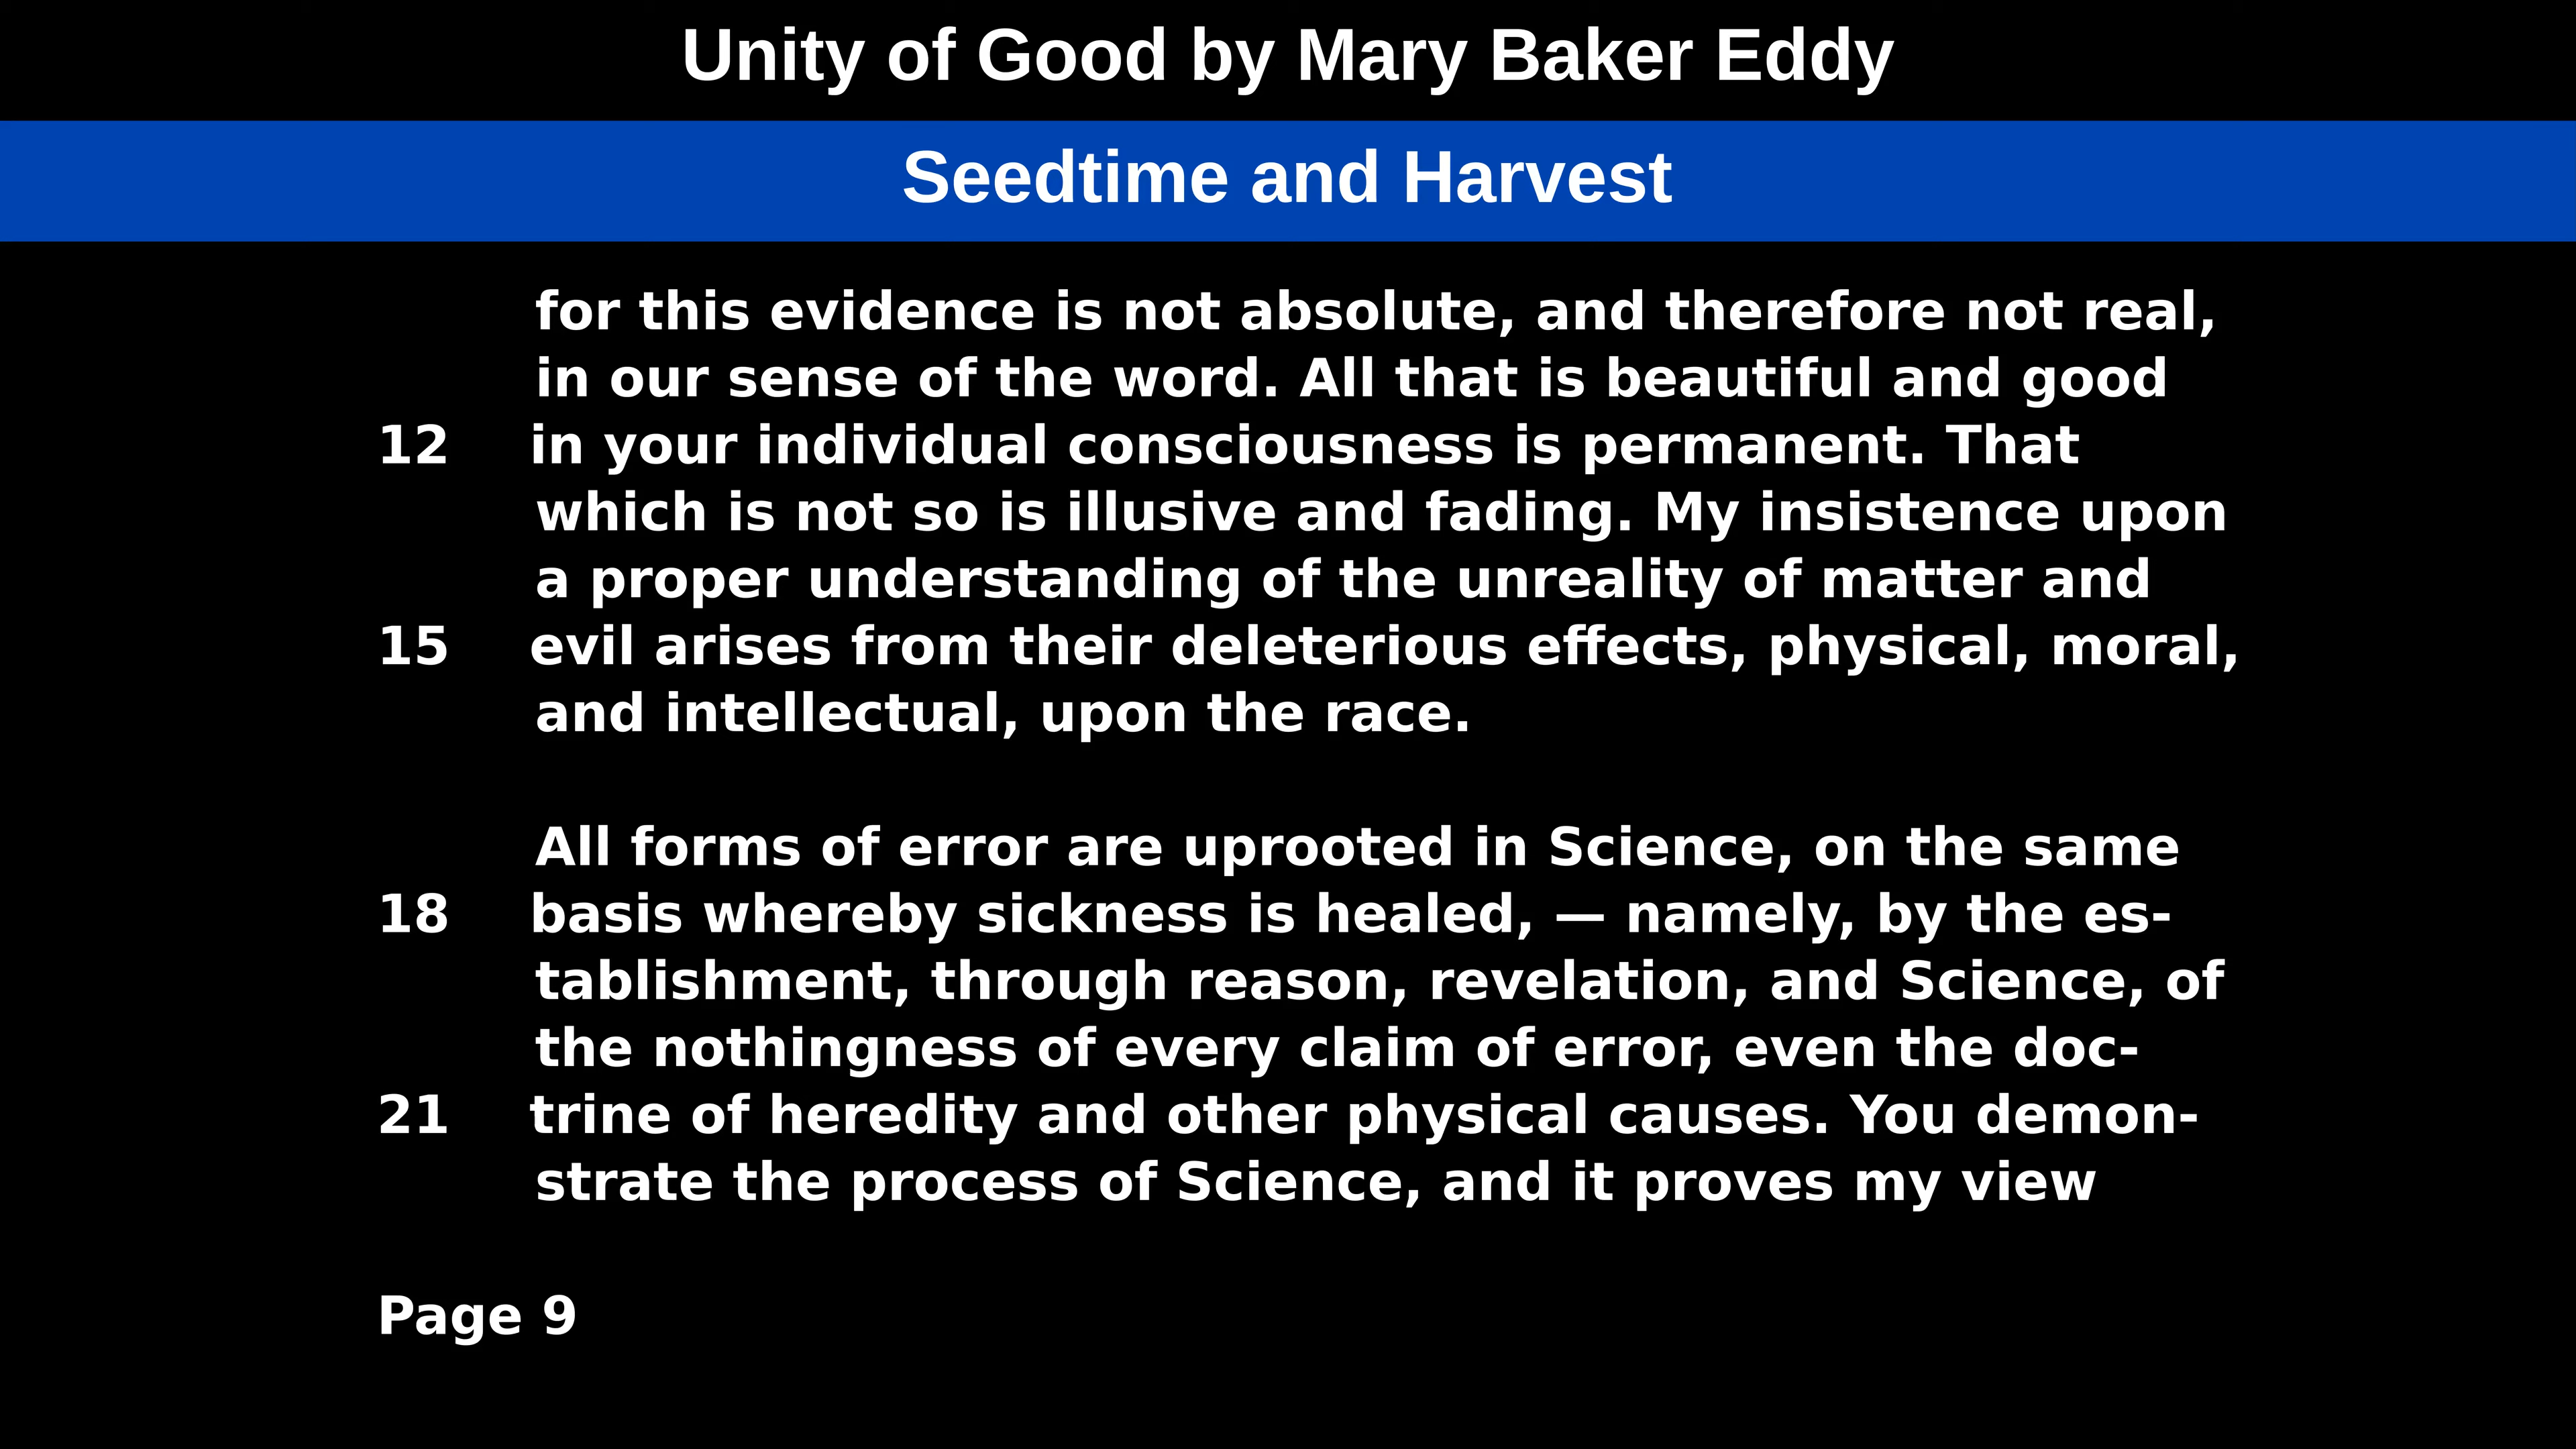 Unity of Good by Mary Baker Eddy
Seedtime and Harvest
for this evidence is not absolute, and therefore not real,
in our sense of the word. All that is beautiful and good
12 in your individual consciousness is permanent. That
which is not so is illusive and fading. My insistence upon
a proper understanding of the unreality of matter and
15 evil arises from their deleterious effects, physical, moral,
and intellectual, upon the race.
All forms of error are uprooted in Science, on the same
18 basis whereby sickness is healed, — namely, by the es-
tablishment, through reason, revelation, and Science, of
the nothingness of every claim of error, even the doc-
21 trine of heredity and other physical causes. You demon-
strate the process of Science, and it proves my view
Page 9